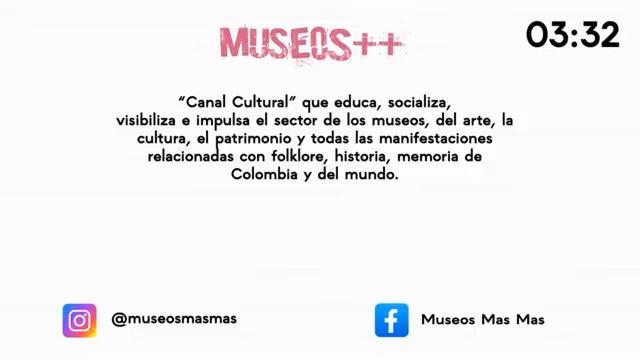 MUSEOS++
03:32
“Canal Cultural” que educa, socializa,
visibiliza e impulsa el sector de los museos, del arte, la
cultura, el patrimonio y todas las manifestaciones
relacionadas con folklore, historia, memoria de
Colombia y del mundo.
@museosmasmas
Museos Mas Mas